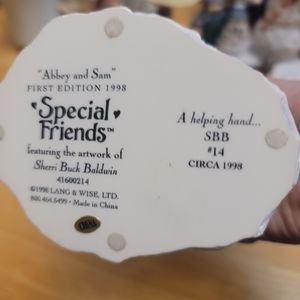 "Abbey and Sam"
FIRST EDITION 1998
Special
Friends™
featuring the artwork of
Sherri Buck Baldwin
41600214
©1998 LANG & WISE, LTD.
800.464.6499 • Made in China
A helping hand...
SBB
#14
CIRCA 1998